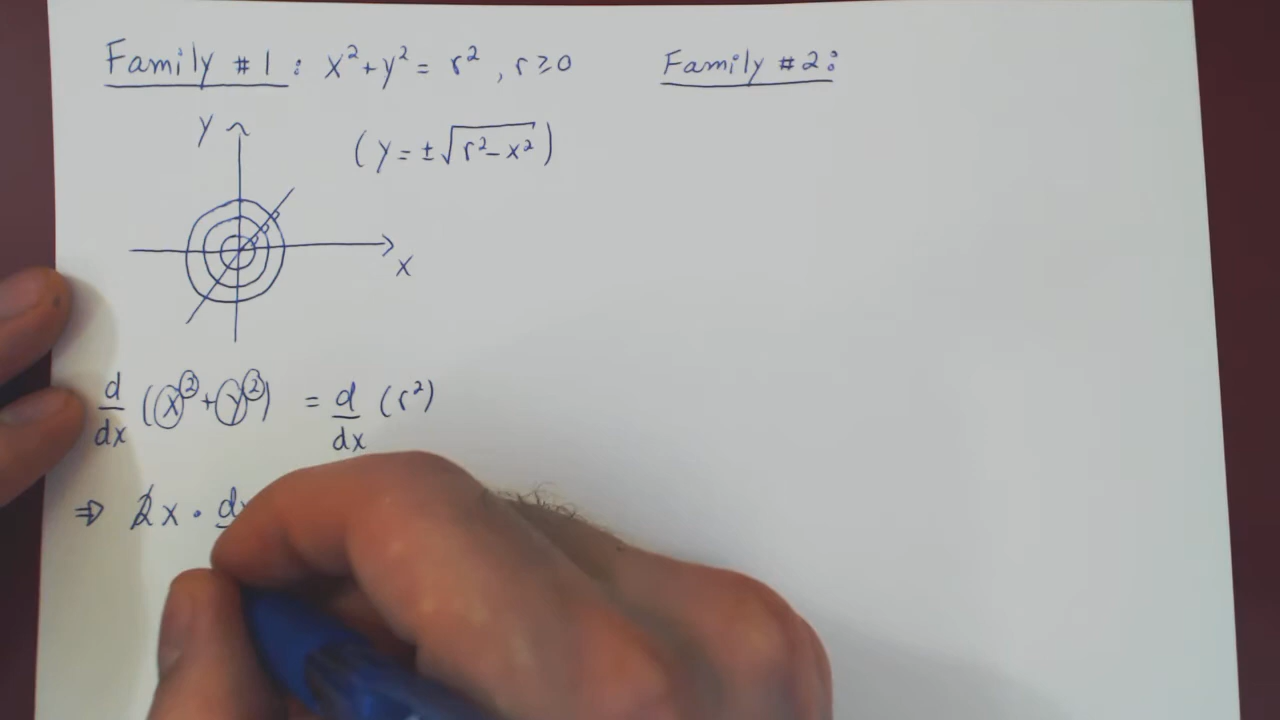 Family #1: x²+y² = r², r≥0
Family #2:
(y = ±√(r²-x²))
y
x
d/dx (x²+y²) = d/dx (r²)
⇒ 2x · d